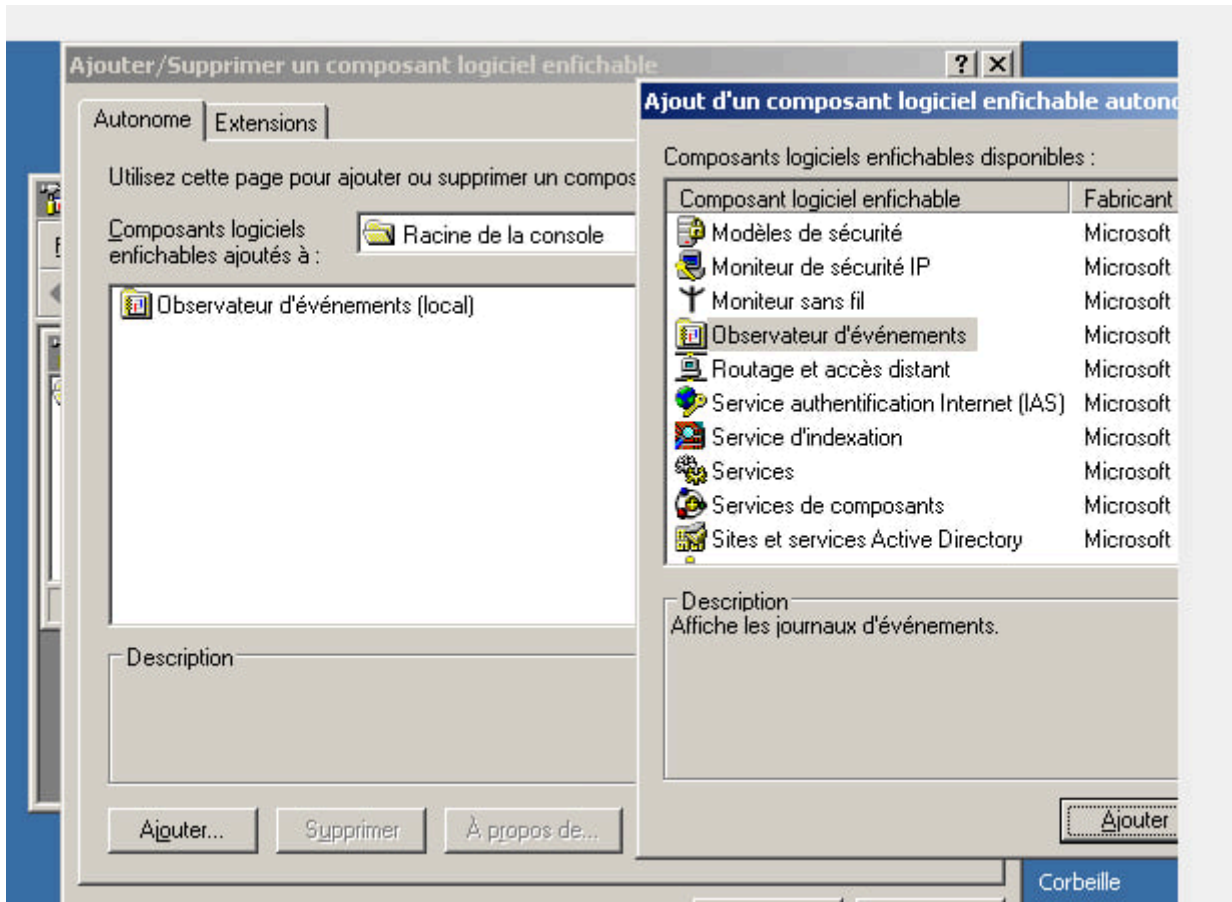 Ajouter/Supprimer un composant logiciel enfichable
Autonome
Extensions
Utilisez cette page pour ajouter ou supprimer un compos
Composants logiciels
enfichables ajoutés à :
Racine de la console
Observateur d'événements (local)
Description
Ajouter...
Supprimer
À propos de...
Ajout d'un composant logiciel enfichable autono
Composants logiciels enfichables disponibles :
Composant logiciel enfichable Fabricant
Modèles de sécurité Microsoft
Moniteur de sécurité IP Microsoft
Moniteur sans fil Microsoft
Observateur d'événements Microsoft
Routage et accès distant Microsoft
Service authentification Internet (IAS) Microsoft
Service d'indexation Microsoft
Services Microsoft
Services de composants Microsoft
Sites et services Active Directory Microsoft
Description
Affiche les journaux d'événements.
Ajouter
Corbeille